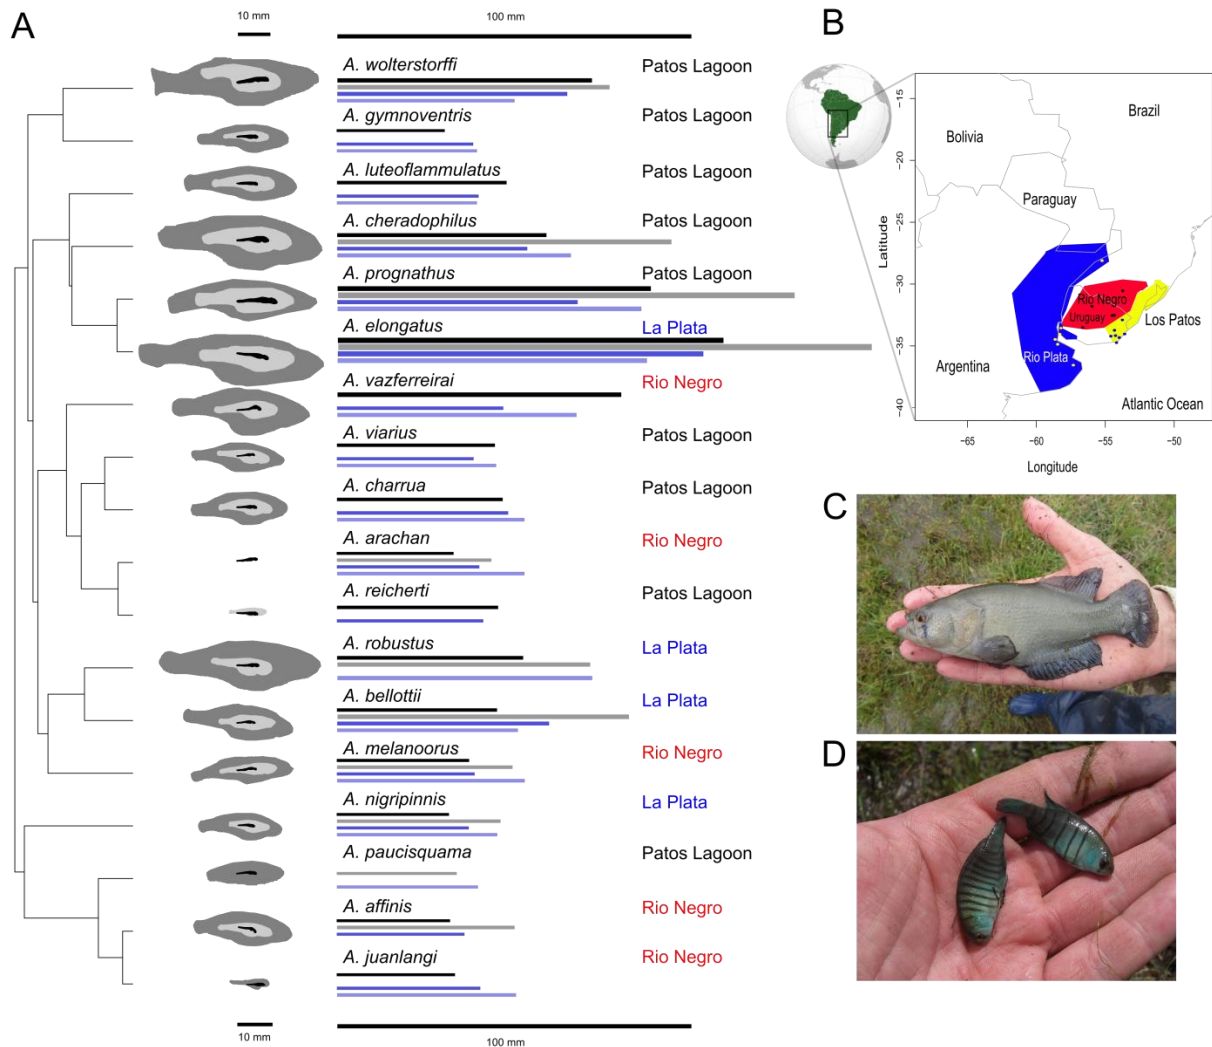 A
10 mm
100 mm
A. wolterstorffi
Patos Lagoon
A. gymnoventris
Patos Lagoon
A. luteoflammulatus
Patos Lagoon
A. cheradophilus
Patos Lagoon
A. prognathus
Patos Lagoon
A. elongatus
La Plata
A. vazferreirai
Rio Negro
A. viarius
Patos Lagoon
A. charrua
Patos Lagoon
A. arachan
Rio Negro
A. reicherti
Patos Lagoon
A. robustus
La Plata
A. bellottii
La Plata
A. melanoorus
Rio Negro
A. nigripinnis
La Plata
A. paucisquama
Patos Lagoon
A. affinis
Rio Negro
A. juanlangi
Rio Negro
10 mm
100 mm
B
Latitude
−15
−20
−25
−30
−35
−40
Brazil
Bolivia
Paraguay
Rio Negro
Uruguay
Los Patos
Rio Plata
Argentina
Atlantic Ocean
−65
−60
−55
−50
Longitude
C
D